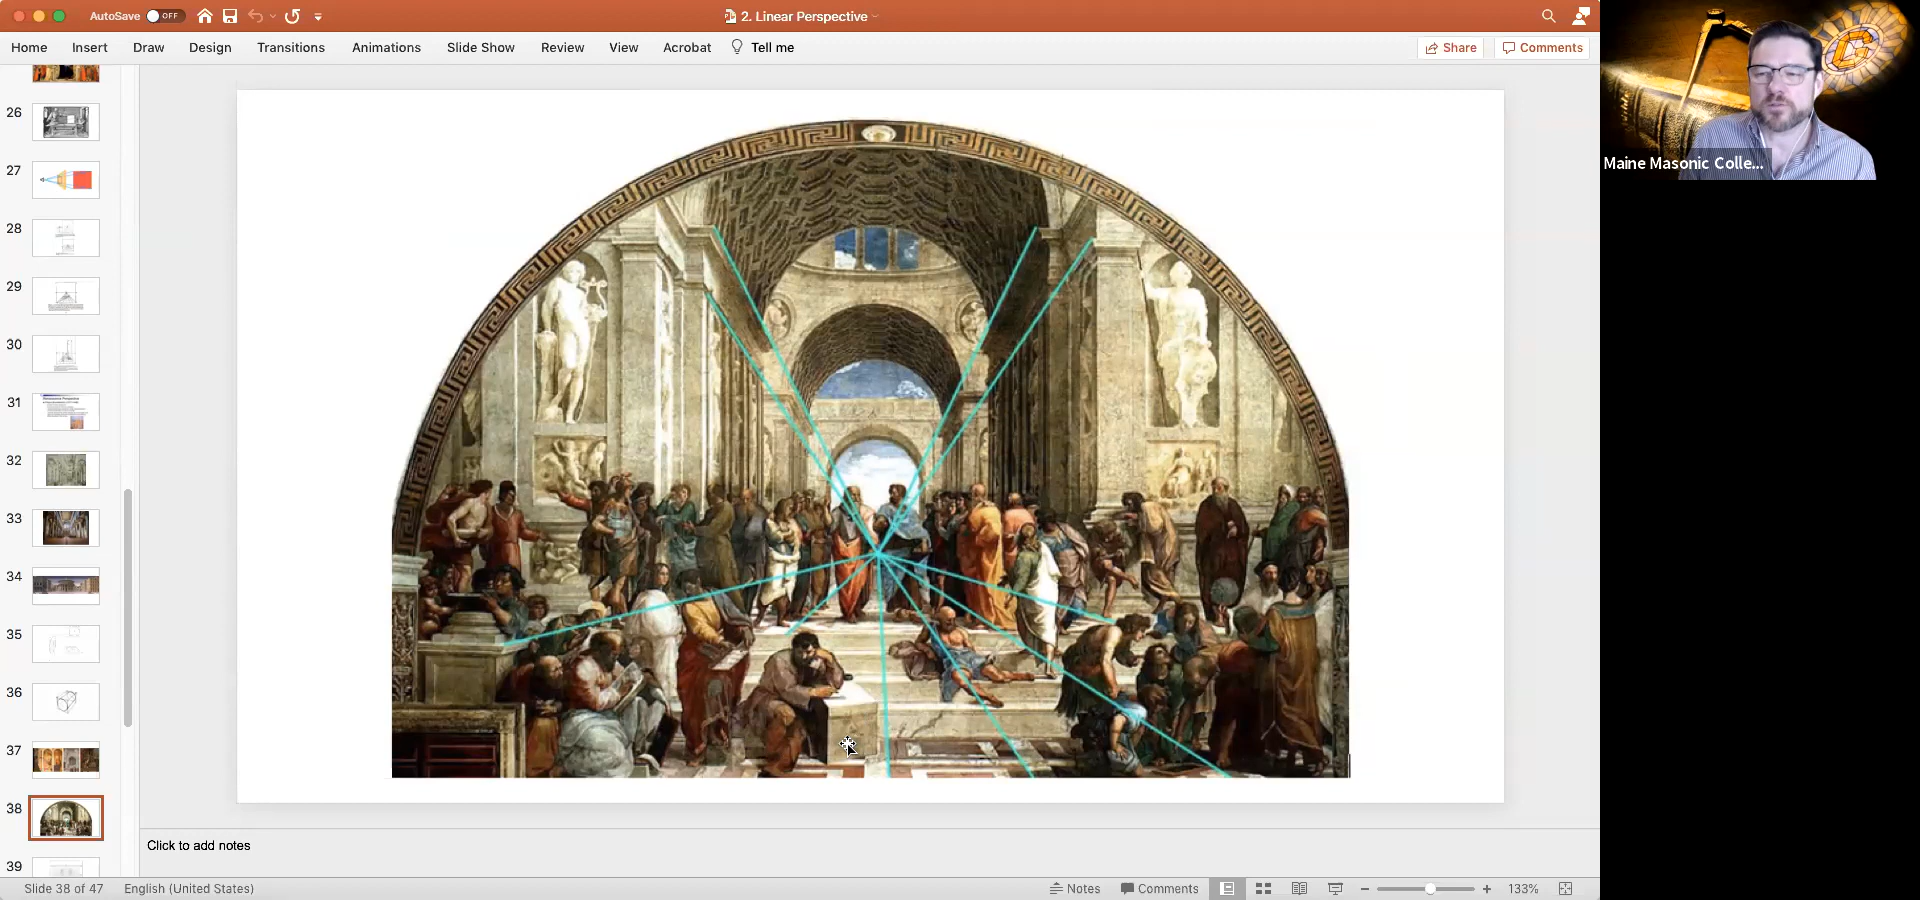 AutoSave OFF
2. Linear Perspective
Home Insert Draw Design Transitions Animations Slide Show Review View Acrobat Tell me
Share Comments
Maine Masonic Colle...
G
26
27
28
29
30
31
32
33
34
35
36
37
38
39
Click to add notes
Slide 38 of 47 English (United States) Notes Comments 133%